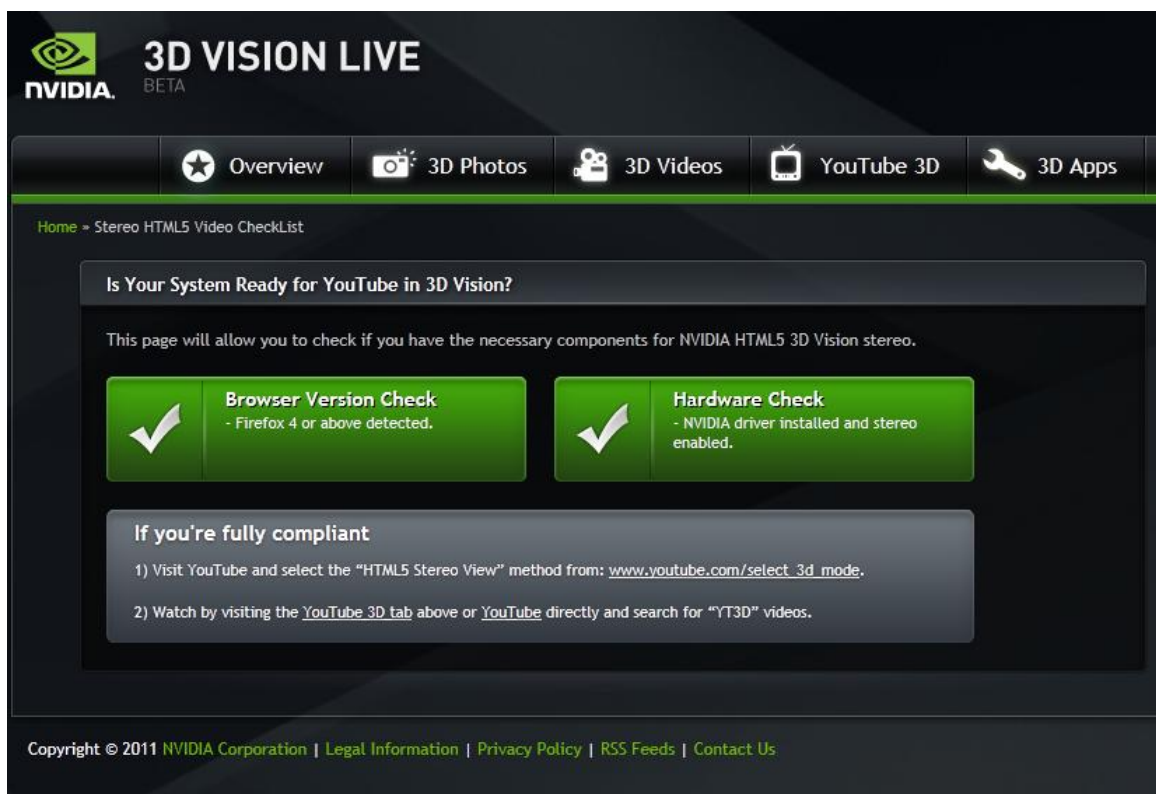 NVIDIA.
3D VISION LIVE
BETA
Overview
3D Photos
3D Videos
YouTube 3D
3D Apps
Home » Stereo HTML5 Video CheckList
Is Your System Ready for YouTube in 3D Vision?
This page will allow you to check if you have the necessary components for NVIDIA HTML5 3D Vision stereo.
Browser Version Check
- Firefox 4 or above detected.
Hardware Check
- NVIDIA driver installed and stereo
enabled.
If you're fully compliant
1) Visit YouTube and select the “HTML5 Stereo View” method from: www.youtube.com/select_3d_mode.
2) Watch by visiting the YouTube 3D tab above or YouTube directly and search for “YT3D” videos.
Copyright © 2011 NVIDIA Corporation | Legal Information | Privacy Policy | RSS Feeds | Contact Us